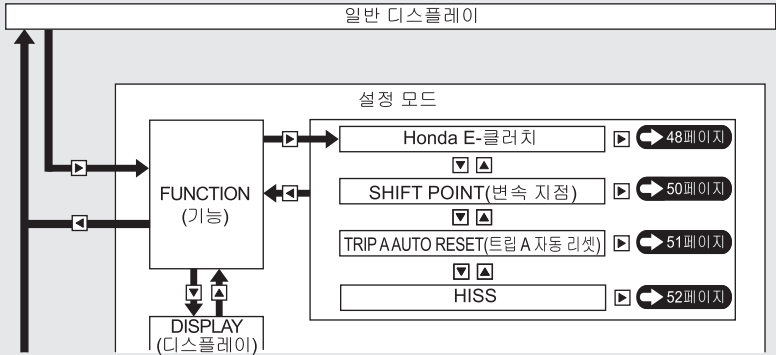 일반 디스플레이
설정 모드
FUNCTION
(기능)
Honda E-클러치
48페이지
SHIFT POINT(변속 지점)
50페이지
TRIP A AUTO RESET(트립 A 자동 리셋)
51페이지
HISS
52페이지
DISPLAY
(디스플레이)